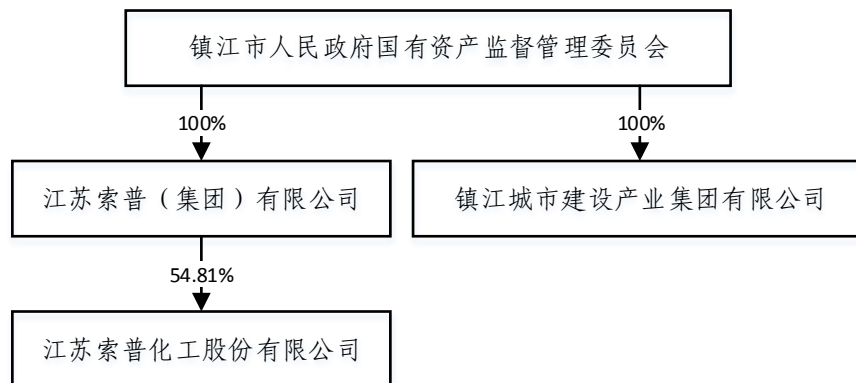 镇江市人民政府国有资产监督管理委员会
100%
100%
江苏索普（集团）有限公司
镇江城市建设产业集团有限公司
54.81%
江苏索普化工股份有限公司